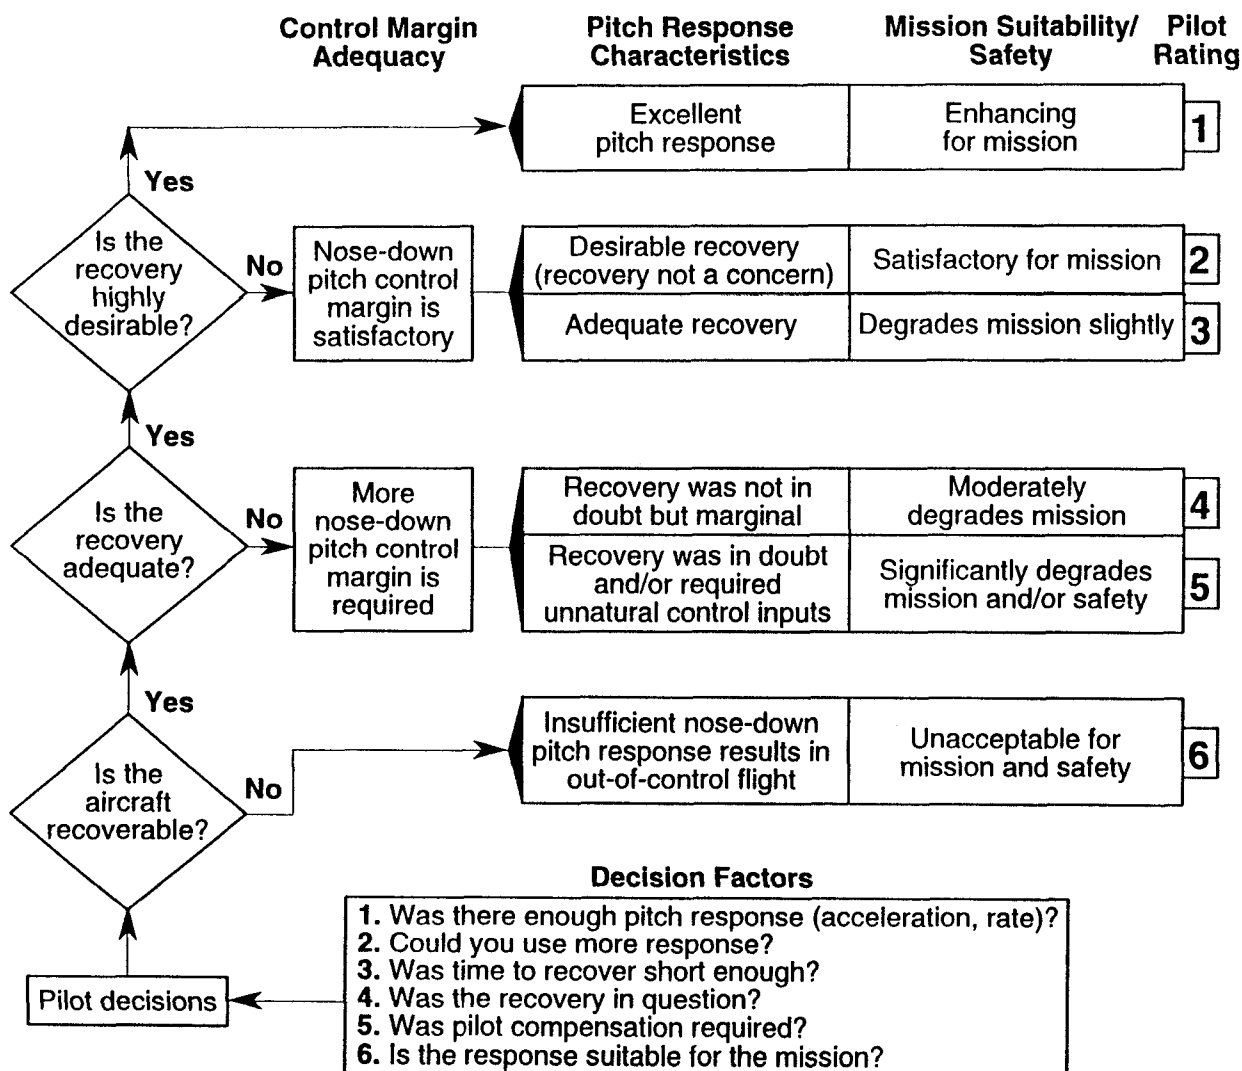 Control Margin
Adequacy
Pitch Response
Characteristics
Mission Suitability/
Safety
Pilot
Rating
Excellent
pitch response
Enhancing
for mission
1
Yes
Is the
recovery
highly
desirable?
No
Nose-down
pitch control
margin is
satisfactory
Desirable recovery
(recovery not a concern)
Satisfactory for mission
2
Adequate recovery
Degrades mission slightly
3
Yes
Is the
recovery
adequate?
No
More
nose-down
pitch control
margin is
required
Recovery was not in
doubt but marginal
Moderately
degrades mission
4
Recovery was in doubt
and/or required
unnatural control inputs
Significantly degrades
mission and/or safety
5
Yes
Is the
aircraft
recoverable?
No
Insufficient nose-down
pitch response results in
out-of-control flight
Unacceptable for
mission and safety
6
Pilot decisions
Decision Factors
1. Was there enough pitch response (acceleration, rate)?
2. Could you use more response?
3. Was time to recover short enough?
4. Was the recovery in question?
5. Was pilot compensation required?
6. Is the response suitable for the mission?